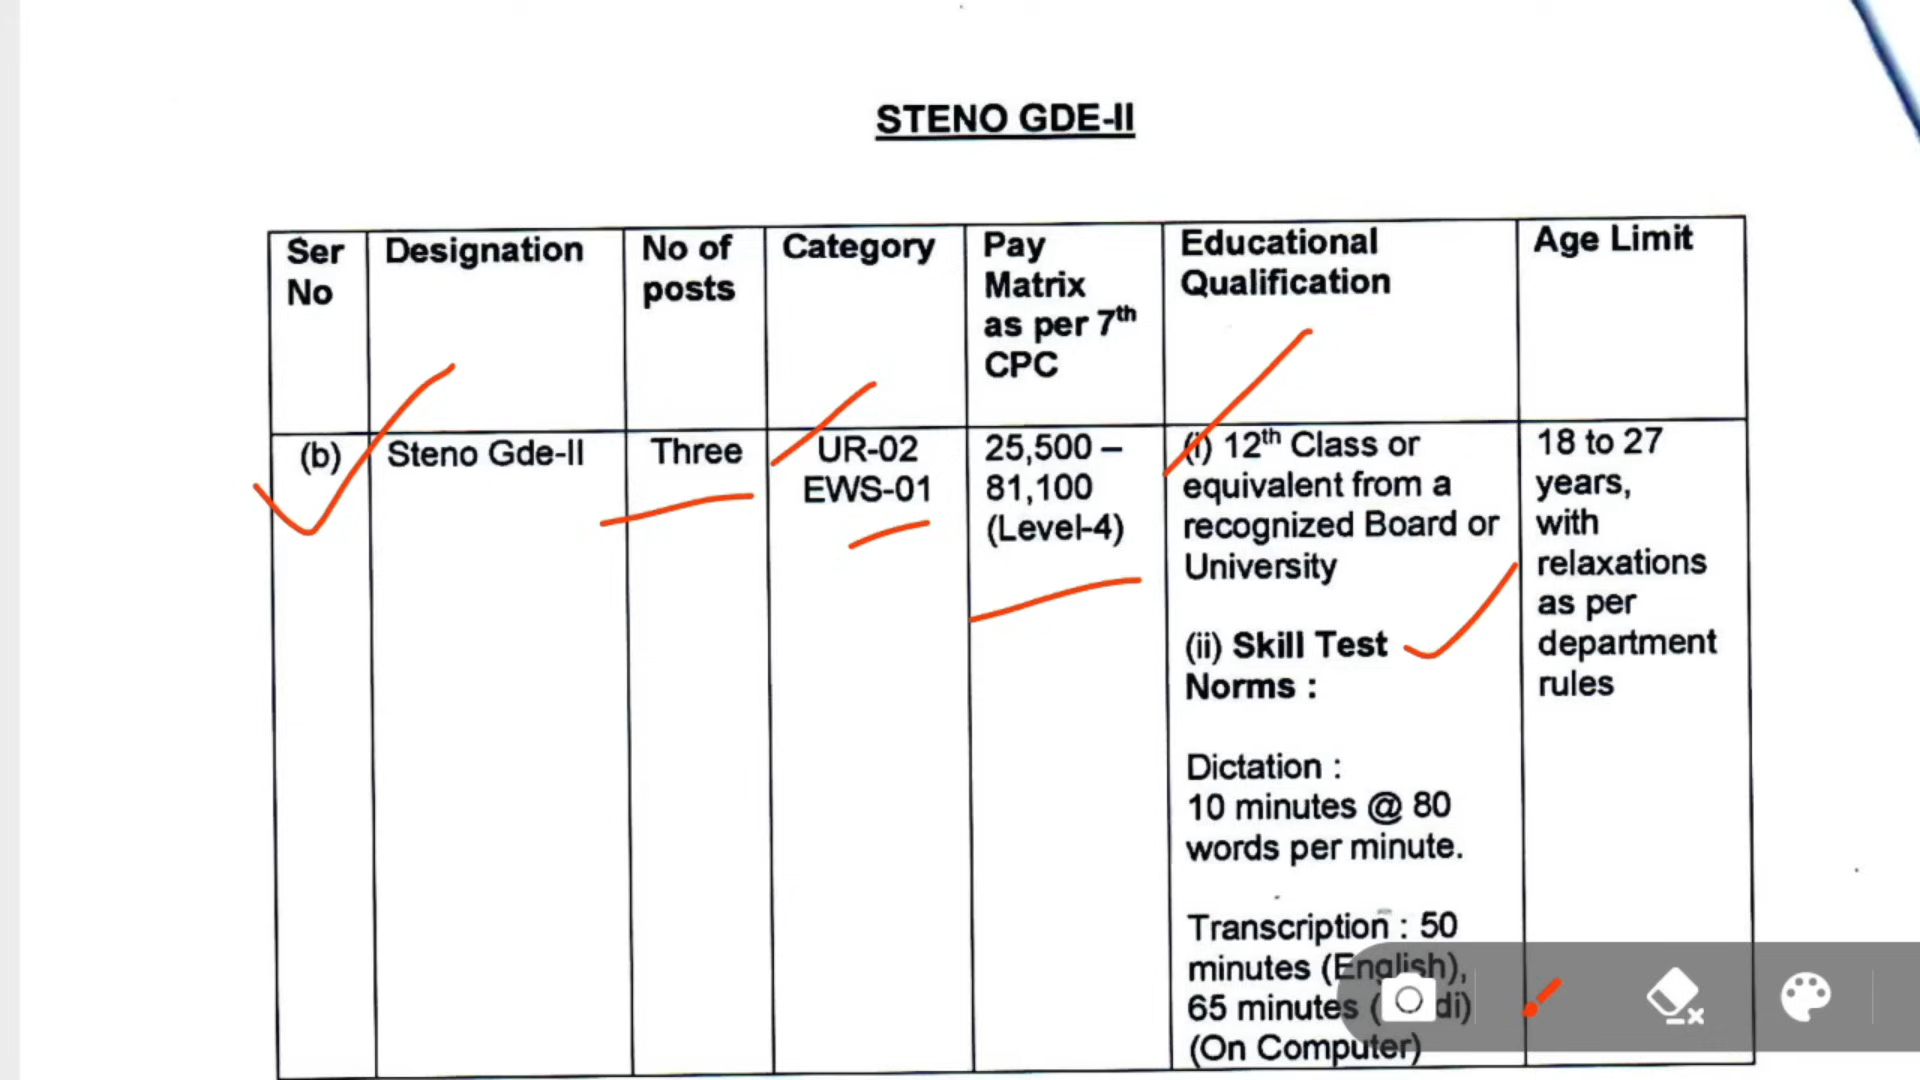 STENO GDE-II
Ser
No
Designation
No of
posts
Category
Pay
Matrix
as per 7th
CPC
Educational
Qualification
Age Limit
(b)
Steno Gde-II
Three
UR-02
EWS-01
25,500 –
81,100
(Level-4)
(i) 12th Class or
equivalent from a
recognized Board or
University
(ii) Skill Test
Norms :
Dictation :
10 minutes @ 80
words per minute.
Transcription : 50
minutes (English),
65 minutes (    di)
(On Computer)
18 to 27
years,
with
relaxations
as per
department
rules